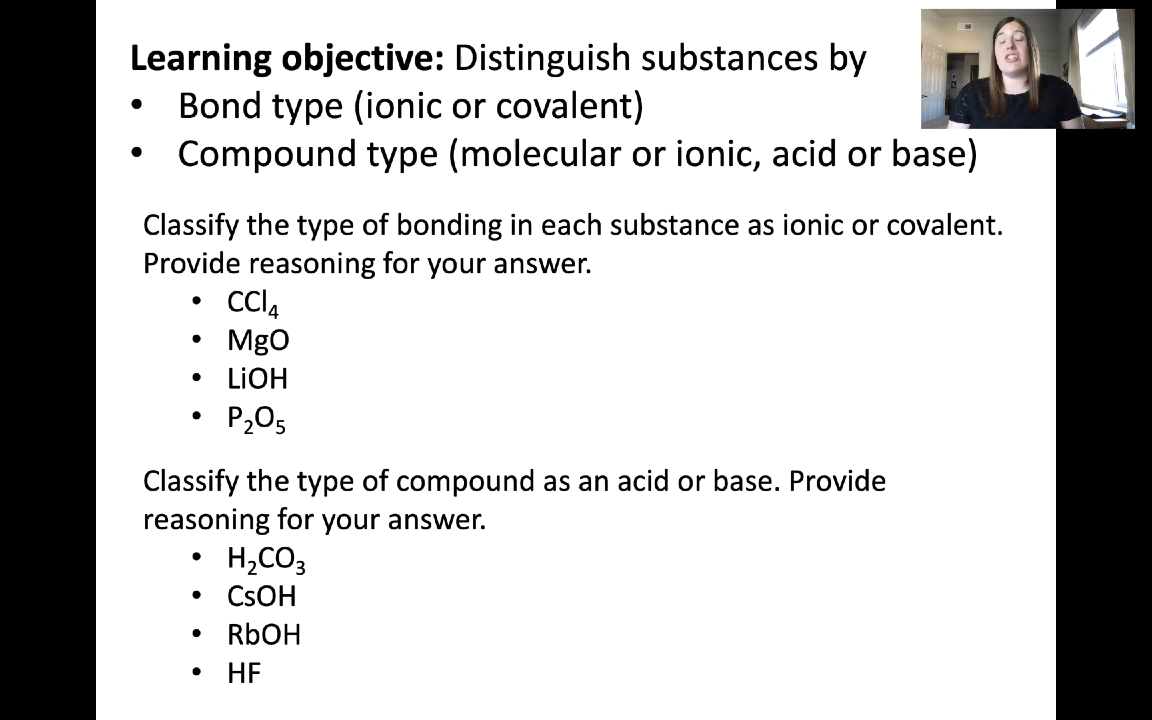 Learning objective: Distinguish substances by
• Bond type (ionic or covalent)
• Compound type (molecular or ionic, acid or base)
Classify the type of bonding in each substance as ionic or covalent.
Provide reasoning for your answer.
• CCl₄
• MgO
• LiOH
• P₂O₅
Classify the type of compound as an acid or base. Provide
reasoning for your answer.
• H₂CO₃
• CsOH
• RbOH
• HF